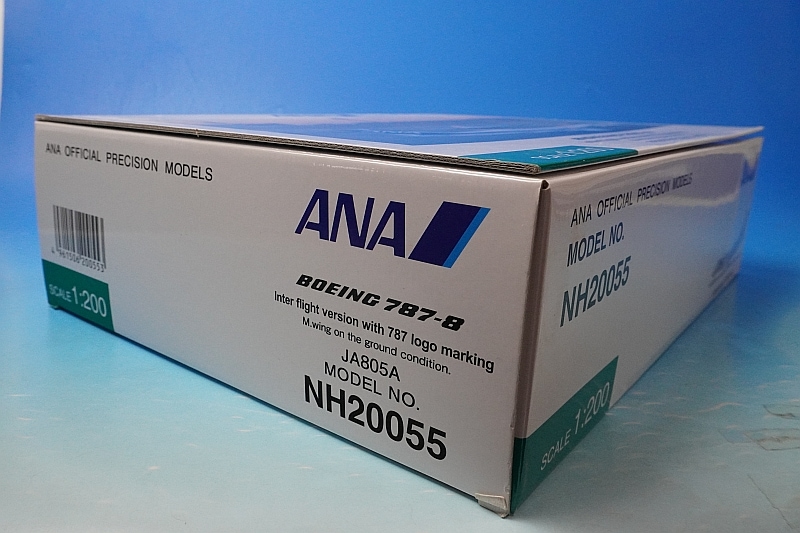 ANA OFFICIAL PRECISION MODELS
ANA
4961506200553
SCALE 1:200
BOEING 787-8
Inter flight version with 787 logo marking
M.wing on the ground condition.
JA805A
MODEL NO.
NH20055
ANA OFFICIAL PRECISION MODELS
MODEL NO.
NH20055
SCALE 1:200